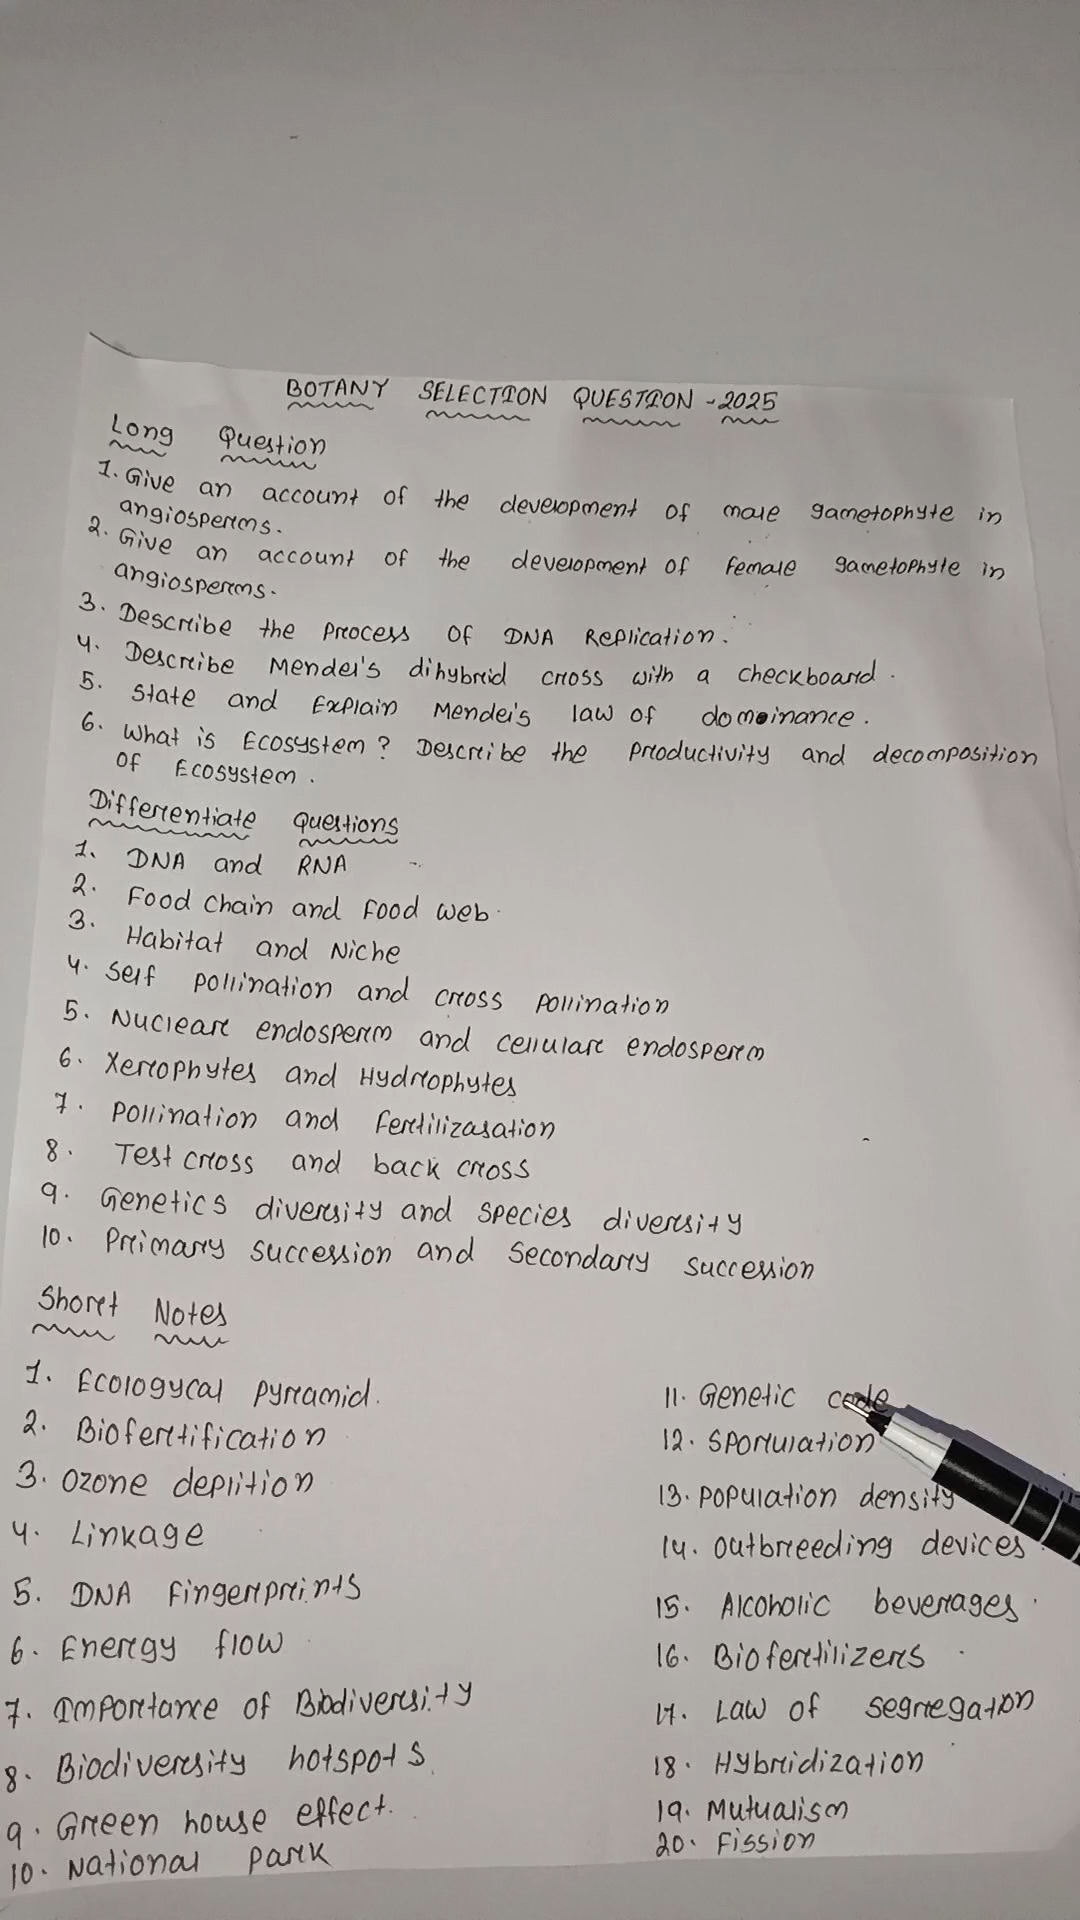 BOTANY SELECTION QUESTION - 2025
Long Question
1. Give an account of the development of male gametophyte in
angiosperms.
2. Give an account of the development of female gametophyte in
angiosperms.
3. Describe the Process Of DNA Replication.
4. Describe Mendel's dihybrid cross with a checkboard.
5. State and Explain Mendel's law of dominance.
6. What is Ecosystem? Describe the Productivity and decomposition
of Ecosystem.
Differentiate Questions
1. DNA and RNA
2. Food Chain and Food web.
3. Habitat and Niche
4. Self pollination and cross pollination
5. Nuclear endosperm and cellular endosperm
6. Xerophytes and Hydrophytes
7. Pollination and Fertilizasation
8. Test cross and back cross
9. Genetics diversity and species diversity
10. Primary succession and Secondary succession
Short Notes
1. Ecologycal pyramid.
2. Biofertification
3. Ozone deplition
4. Linkage
5. DNA Fingerprints
6. Energy flow
7. Importance of Biodiversity
8. Biodiversity hotspots.
9. Green house effect.
10. National Park
11. Genetic code
12. Sporulation
13. Population density
14. Outbreeding devices
15. Alcoholic beverages.
16. Biofertilizers
17. Law of segregation
18. Hybridization
19. Mutualism
20. Fission